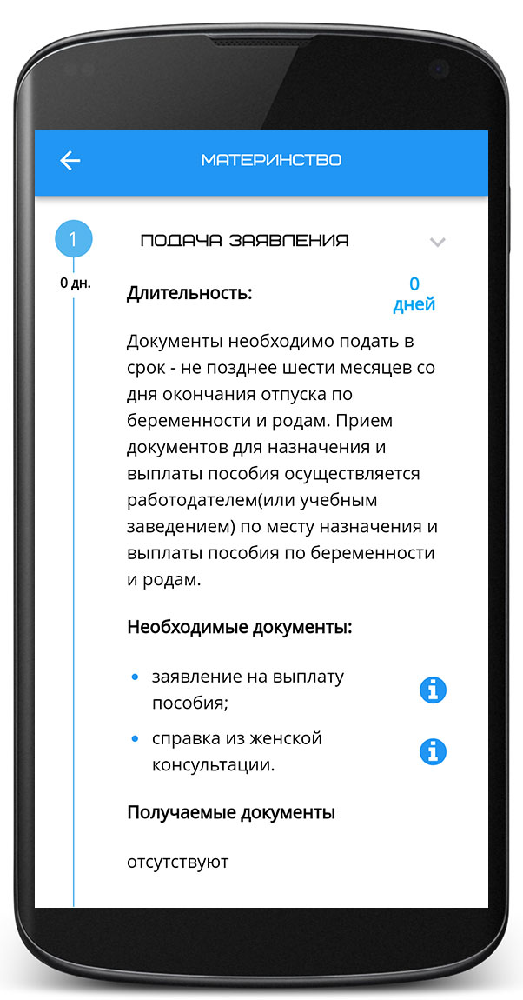 МАТЕРИНСТВО
1
ПОДАЧА ЗАЯВЛЕНИЯ
0 дн.
Длительность:
0
дней
Документы необходимо подать в
срок - не позднее шести месяцев со
дня окончания отпуска по
беременности и родам. Прием
документов для назначения и
выплаты пособия осуществляется
работодателем(или учебным
заведением) по месту назначения и
выплаты пособия по беременности
и родам.
Необходимые документы:
заявление на выплату
пособия;
справка из женской
консультации.
Получаемые документы
отсутствуют